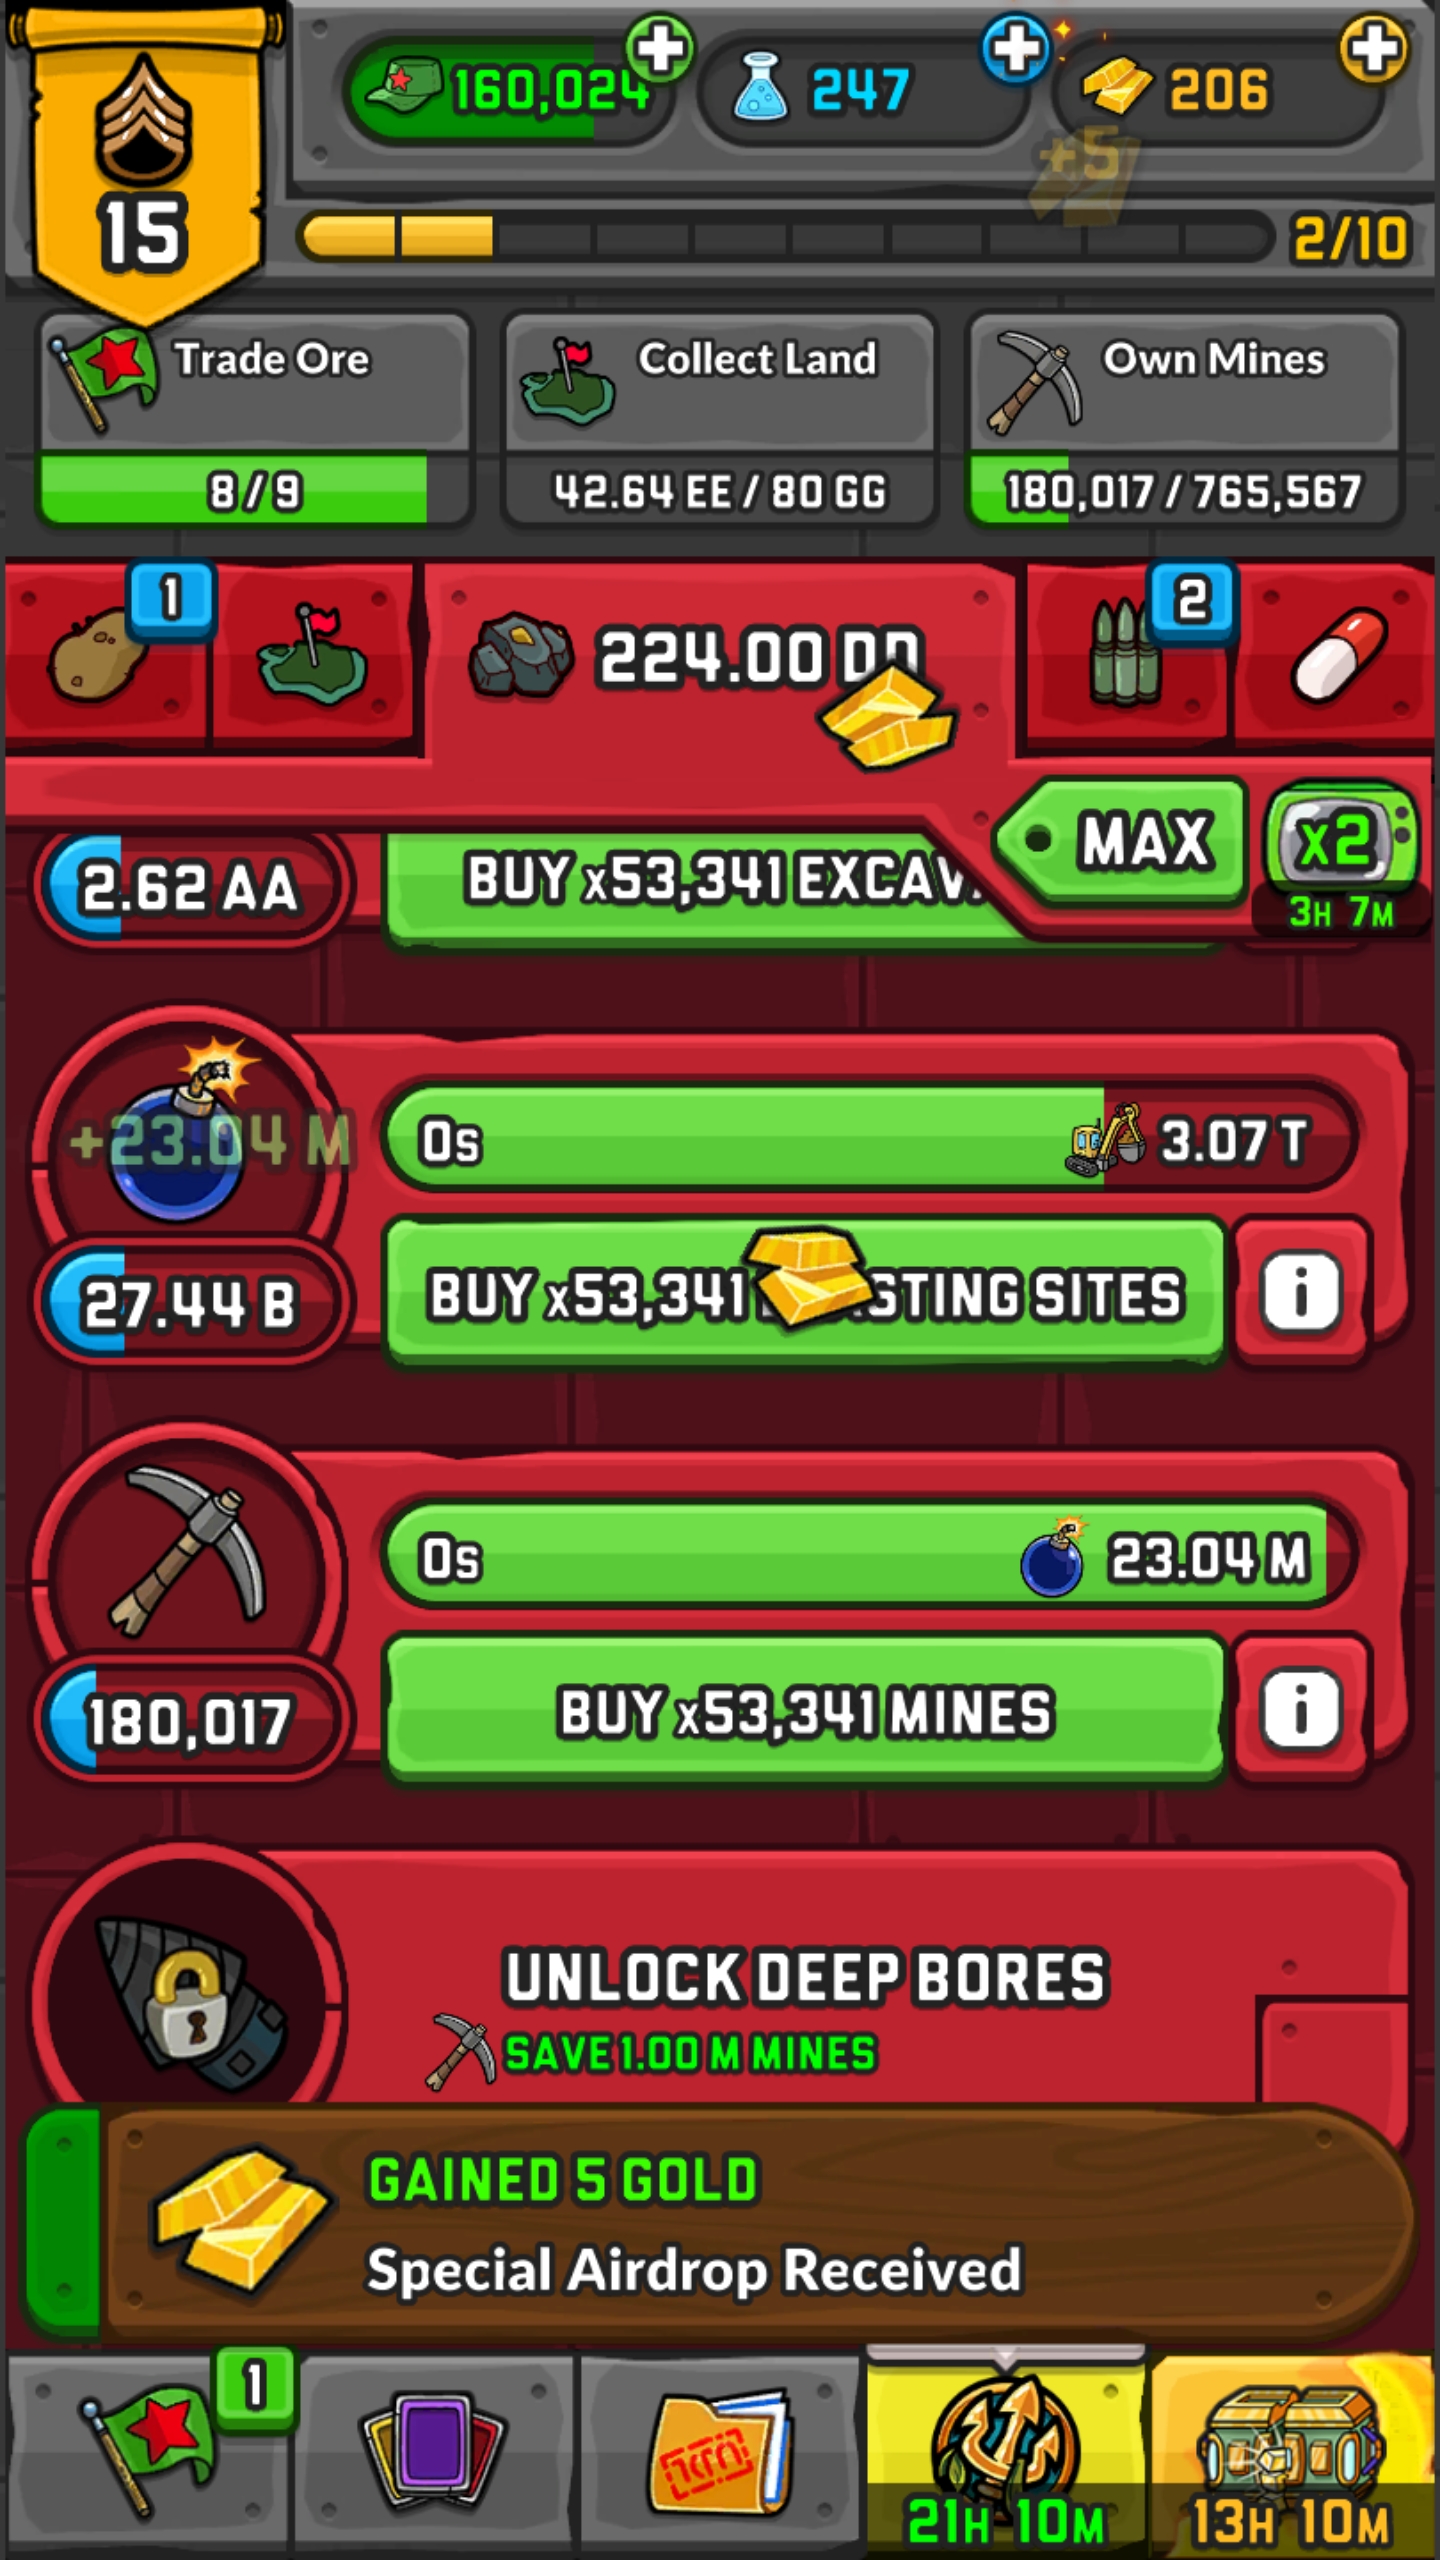 160,024
247
206
+5
15
2/10
Trade Ore
Collect Land
Own Mines
8/9
42.64 EE / 80 GG
180,017 / 765,567
1
224.00 DD
2
MAX
x2
3H 7M
2.62 AA
BUY x53,341
+23.04 M
0s
3.07 T
27.44 B
BUY x53,341 SITES
i
0s
23.04 M
180,017
BUY x53,341 MINES
i
UNLOCK DEEP BORES
SAVE 1.00 M MINES
GAINED 5 GOLD
Special Airdrop Received
1
21H 10M
13H 10M